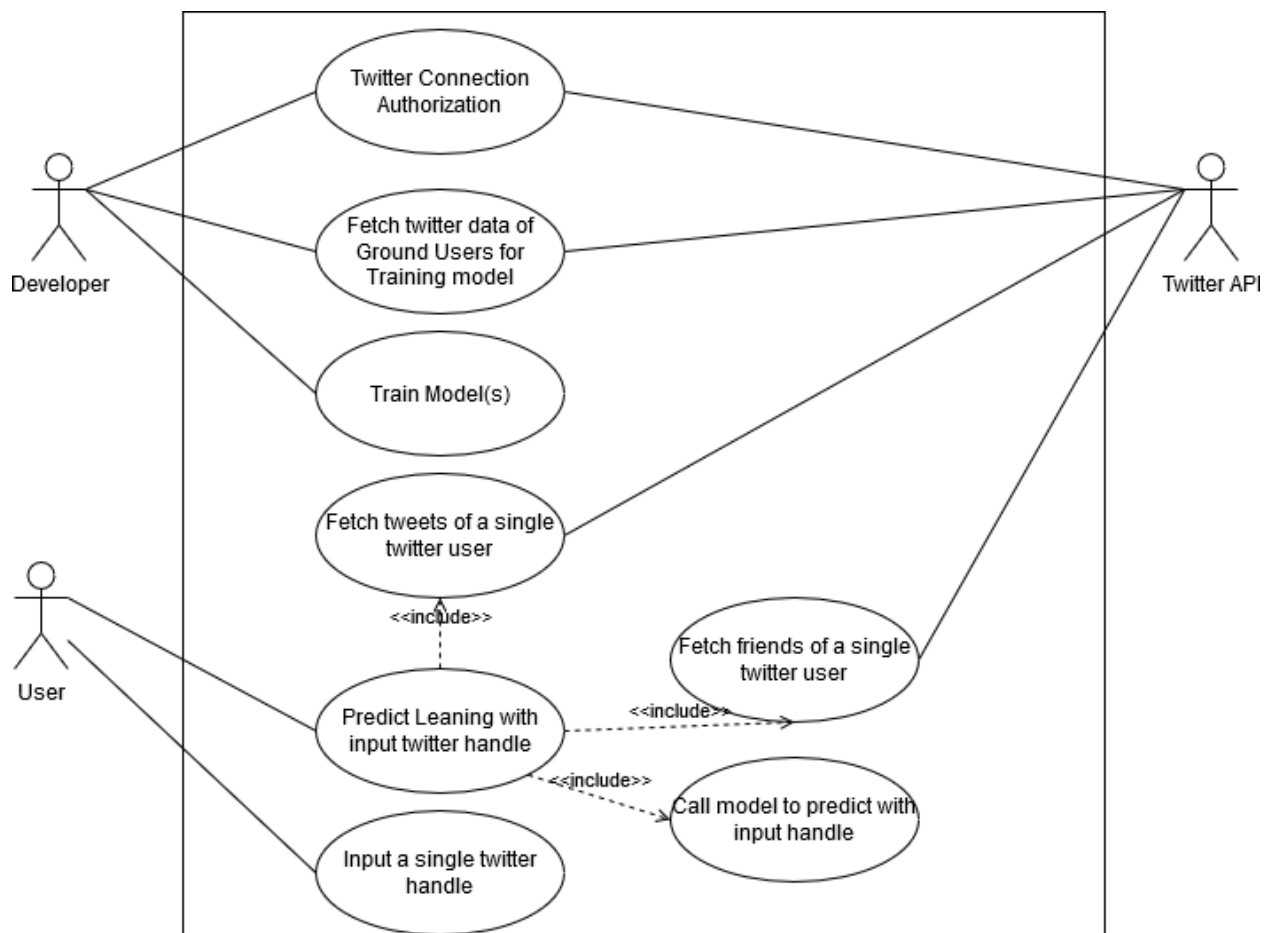 Twitter Connection
Authorization
Developer
Fetch twitter data of
Ground Users for
Training model
Twitter API
Train Model(s)
Fetch tweets of a single
twitter user
<<include>>
User
Fetch friends of a single
twitter user
Predict Leaning with
input twitter handle
<<include>>
<<include>>
Call model to predict with
input handle
Input a single twitter
handle